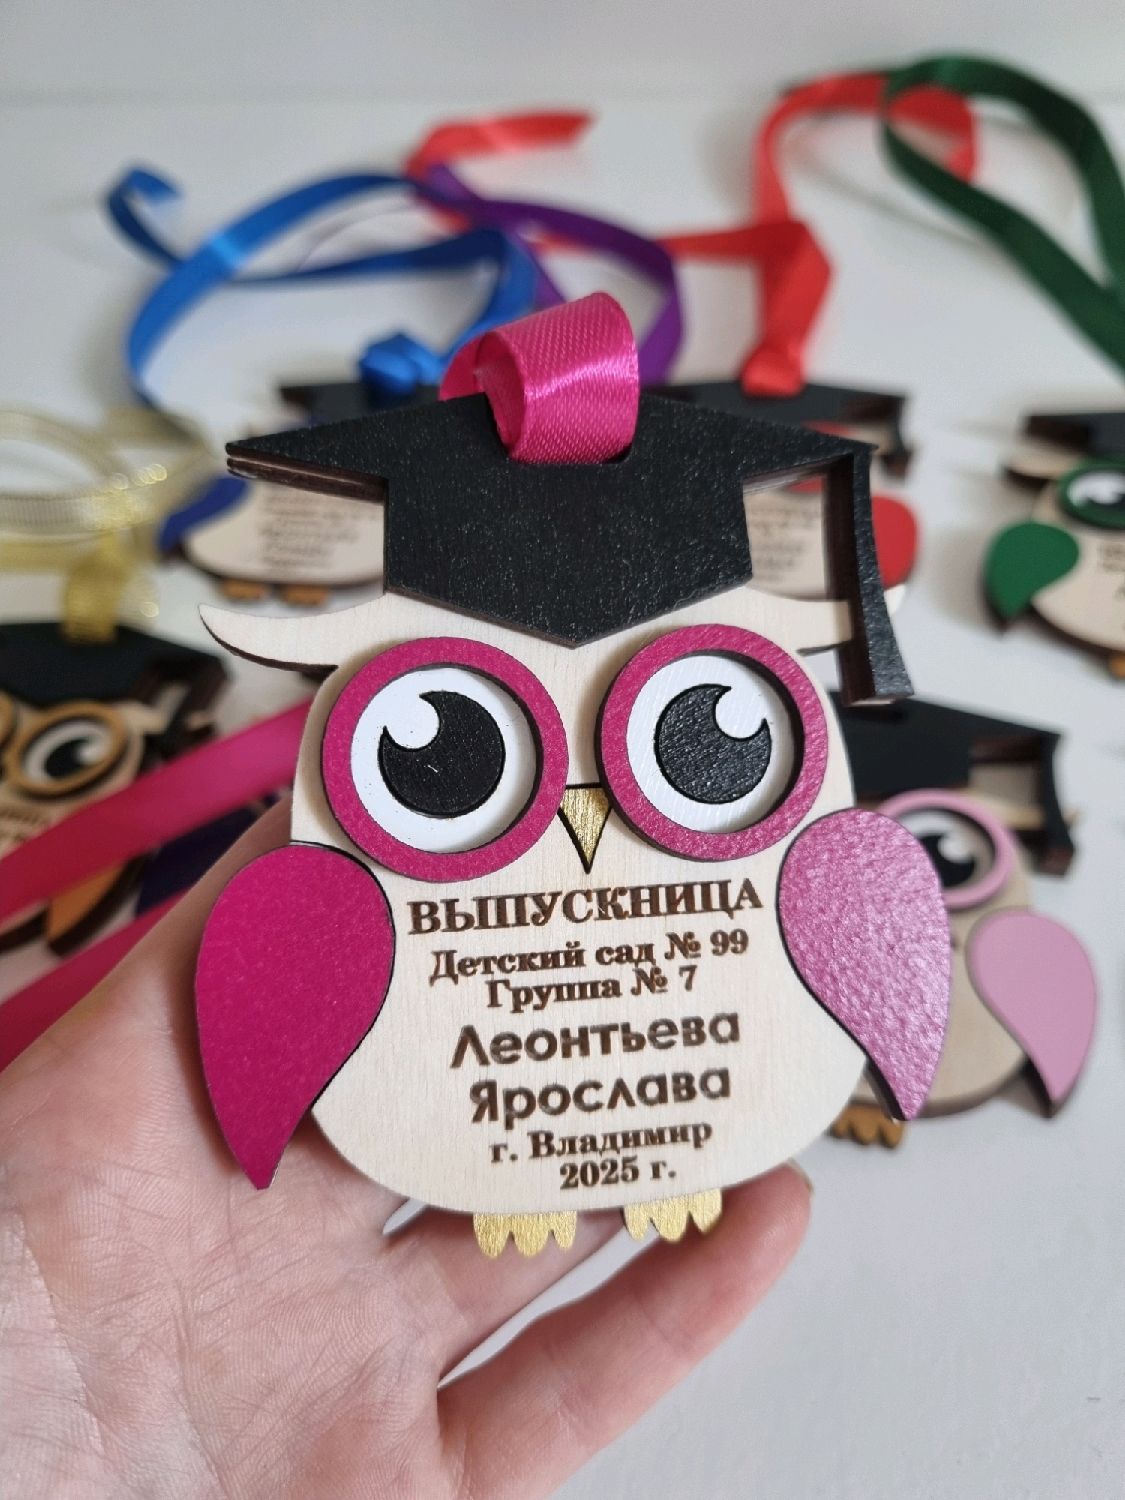 ВЫПУСКНИЦА
Детский сад № 99
Группа № 7
Леонтьева
Ярослава
г. Владимир
2025 г.